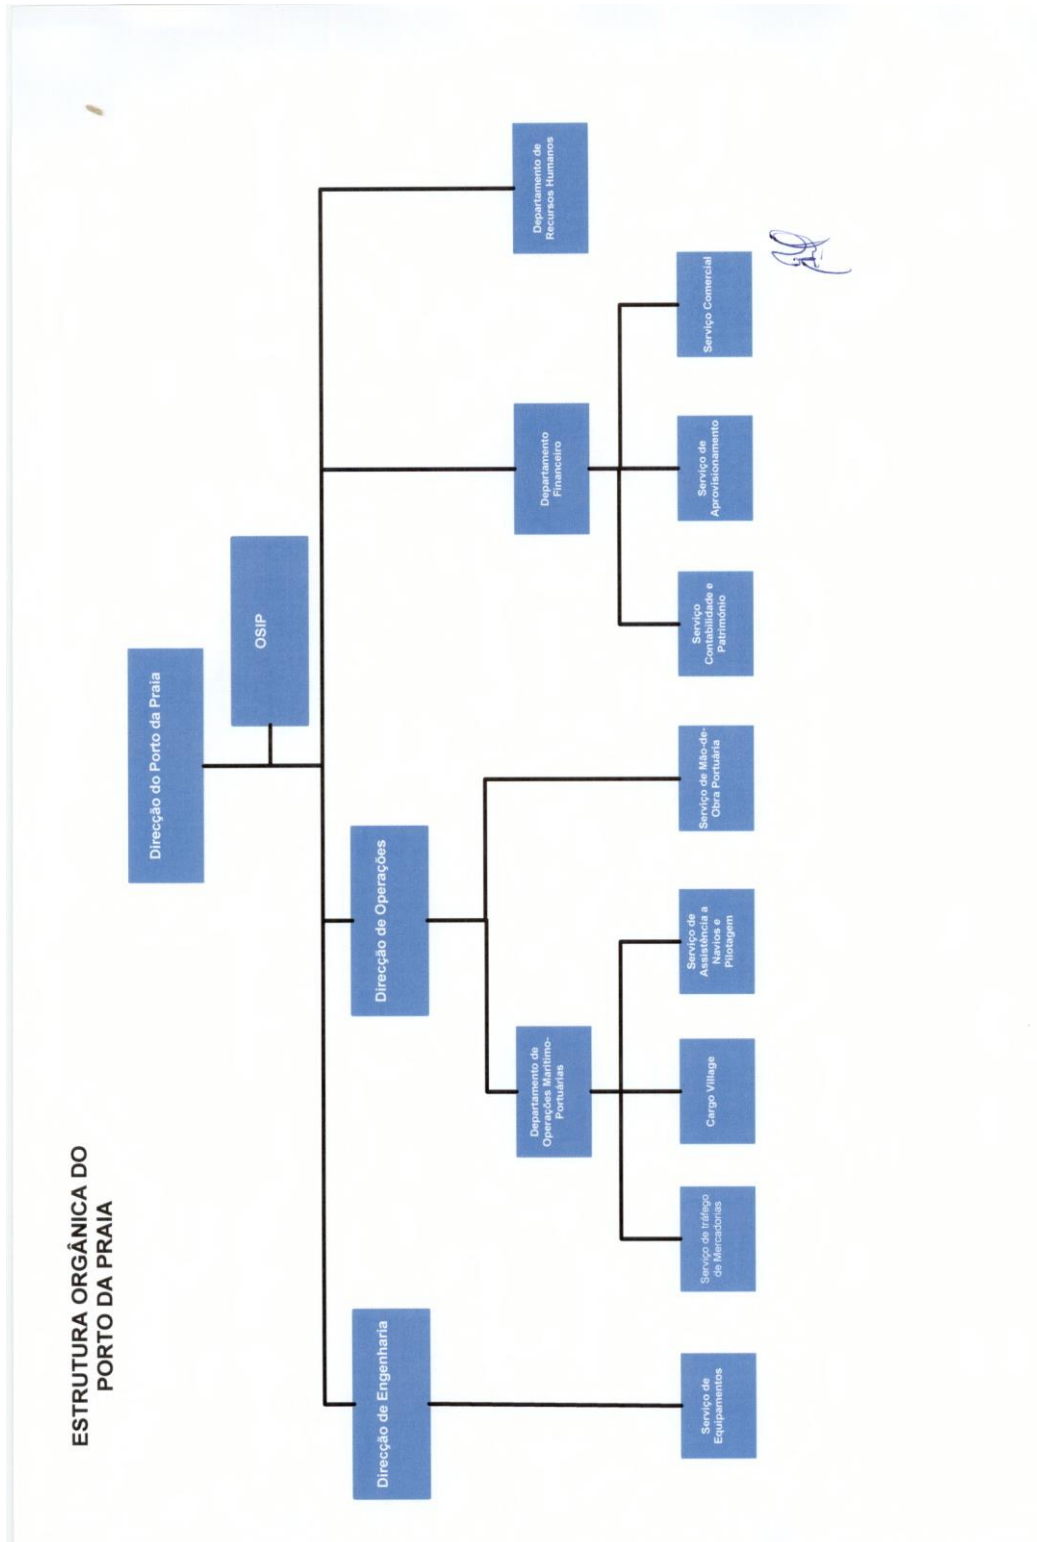 ESTRUTURA ORGÂNICA DO
PORTO DA PRAIA
Direcção do Porto da Praia
OSIP
Direcção de Engenharia
Direcção de Operações
Departamento de
Operações Marítimo-
Portuárias
Departamento
Financeiro
Departamento de
Recursos Humanos
Serviço de
Equipamentos
Serviço de tráfego
de Mercadorias
Cargo Village
Serviço de
Assistência a
Navios e
Pilotagem
Serviço de Mão-de-
Obra Portuária
Serviço
Contabilidade e
Património
Serviço de
Aprovisionamento
Serviço Comercial